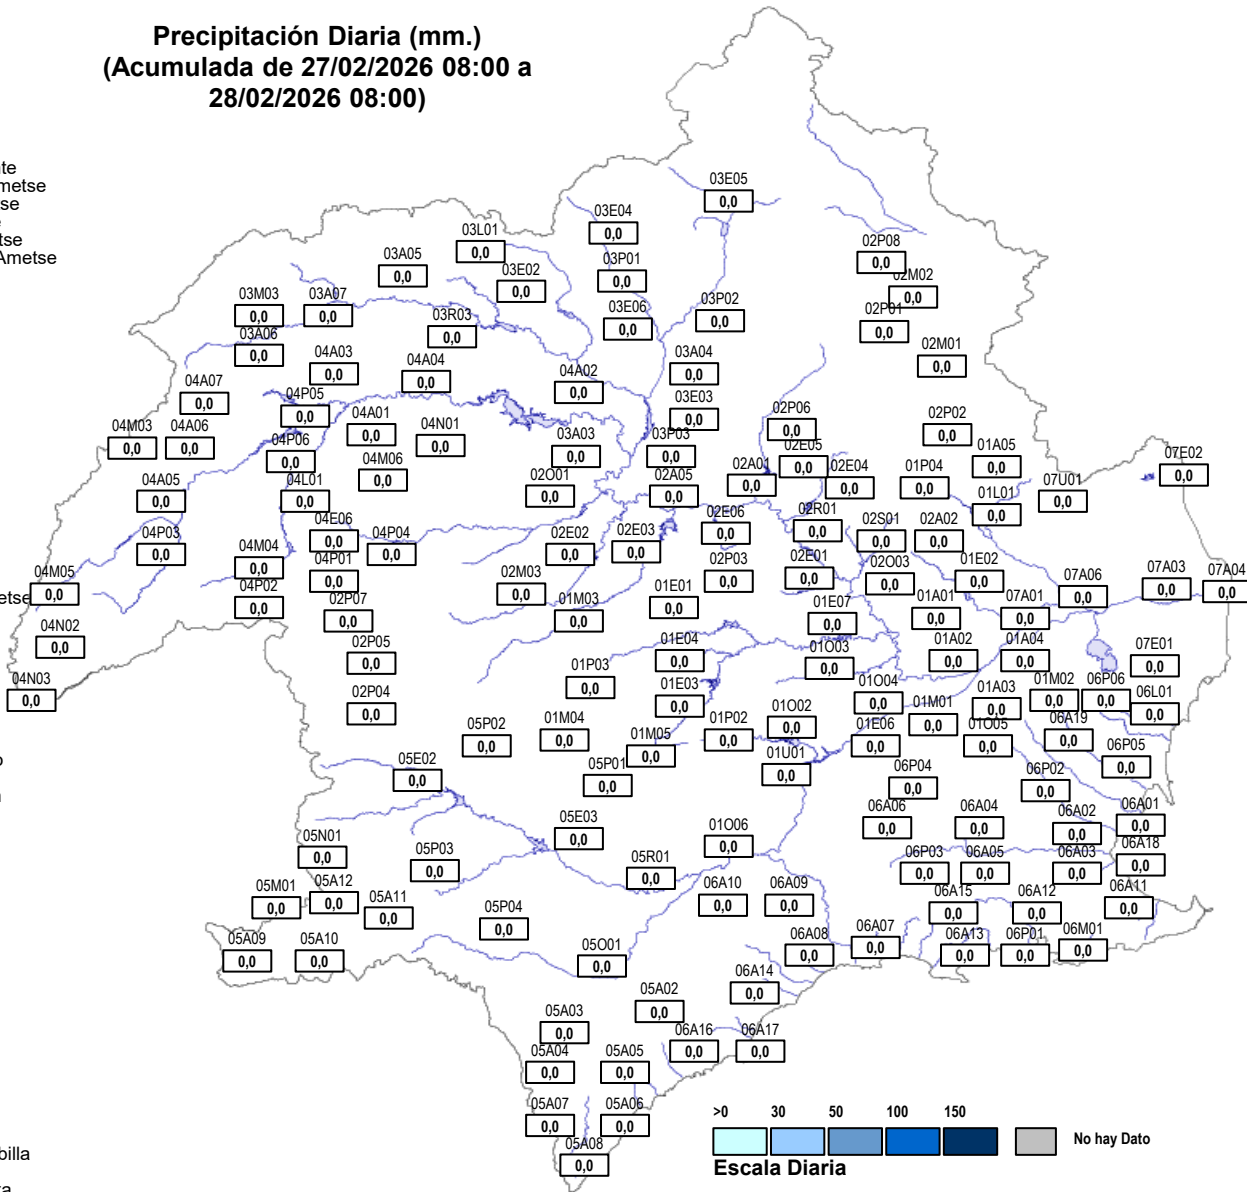 Precipitación Diaria (mm.)
(Acumulada de 27/02/2026 08:00 a
28/02/2026 08:00)
03E05
0,0
03E04
0,0
03L01
0,0
02P08
0,0
03A05
0,0
03P01
0,0
03E02
0,0
02M02
0,0
03M03
0,0
03A07
0,0
03P02
0,0
03E06
0,0
02P01
0,0
03R03
0,0
03A06
0,0
02M01
0,0
04A03
0,0
03A04
0,0
04A04
0,0
04A02
0,0
04A07
0,0
04P05
0,0
03E03
0,0
02P06
0,0
04A01
0,0
02P02
0,0
04M03
0,0
04A06
0,0
04N01
0,0
03A03
0,0
03P03
0,0
04P06
0,0
02E05
0,0
01A05
0,0
07E02
0,0
04M06
0,0
02A01
0,0
02E04
0,0
01P04
0,0
02O01
0,0
02A05
0,0
04A05
0,0
04L01
0,0
07U01
0,0
01L01
0,0
02R01
0,0
02E06
0,0
04E06
0,0
02S01
0,0
02A02
0,0
04P03
0,0
04P04
0,0
02E02
0,0
02E03
0,0
04M04
0,0
04P01
0,0
02P03
0,0
02E01
0,0
02O03
0,0
01E02
0,0
04M05
0,0
02M03
0,0
07A06
0,0
07A03
0,0
07A04
0,0
04P02
0,0
01E01
0,0
02P07
0,0
01M03
0,0
01E07
0,0
01A01
0,0
07A01
0,0
04N02
0,0
02P05
0,0
01E04
0,0
01O03
0,0
01A02
0,0
01A04
0,0
07E01
0,0
01P03
0,0
04N03
0,0
01E03
0,0
01O04
0,0
01A03
0,0
01M02
0,0
06P06
0,0
02P04
0,0
06L01
0,0
01O02
0,0
01M01
0,0
05P02
0,0
01M04
0,0
01P02
0,0
01E06
0,0
01O05
0,0
06A19
0,0
01M05
0,0
01U01
0,0
06P05
0,0
05E02
0,0
05P01
0,0
06P04
0,0
06P02
0,0
06A06
0,0
06A04
0,0
06A02
0,0
06A01
0,0
05E03
0,0
01O06
0,0
05N01
0,0
05P03
0,0
05R01
0,0
06P03
0,0
06A05
0,0
06A03
0,0
06A18
0,0
05M01
0,0
05A12
0,0
05A11
0,0
06A10
0,0
06A09
0,0
06A15
0,0
06A12
0,0
06A11
0,0
05P04
0,0
05A09
0,0
05A10
0,0
05O01
0,0
06A08
0,0
06A07
0,0
06A13
0,0
06P01
0,0
06M01
0,0
06A14
0,0
05A02
0,0
05A03
0,0
06A16
0,0
06A17
0,0
05A04
0,0
05A05
0,0
05A07
0,0
05A06
0,0
05A08
0,0
>0 30 50 100 150
No hay Dato
Escala Diaria